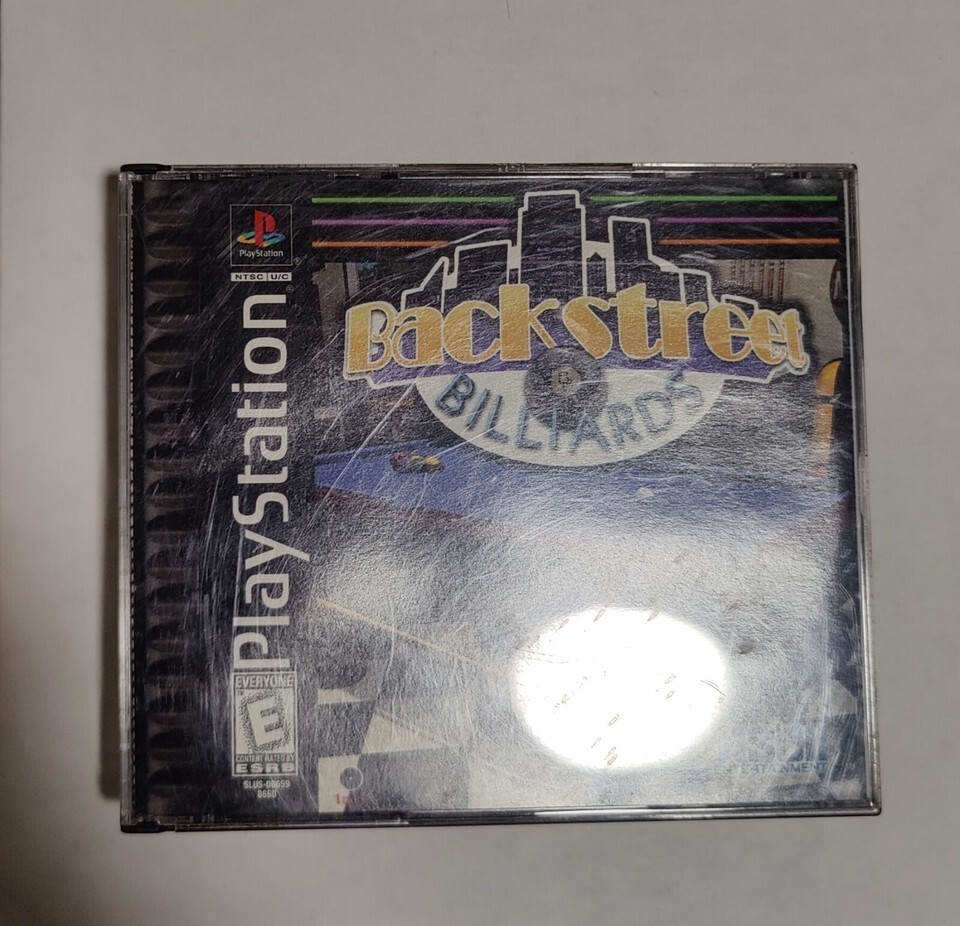 PlayStation
NTSC U/C
PlayStation
Backstreet
BILLIARDS
EVERYONE
E
CONTENT RATED BY
ESRB